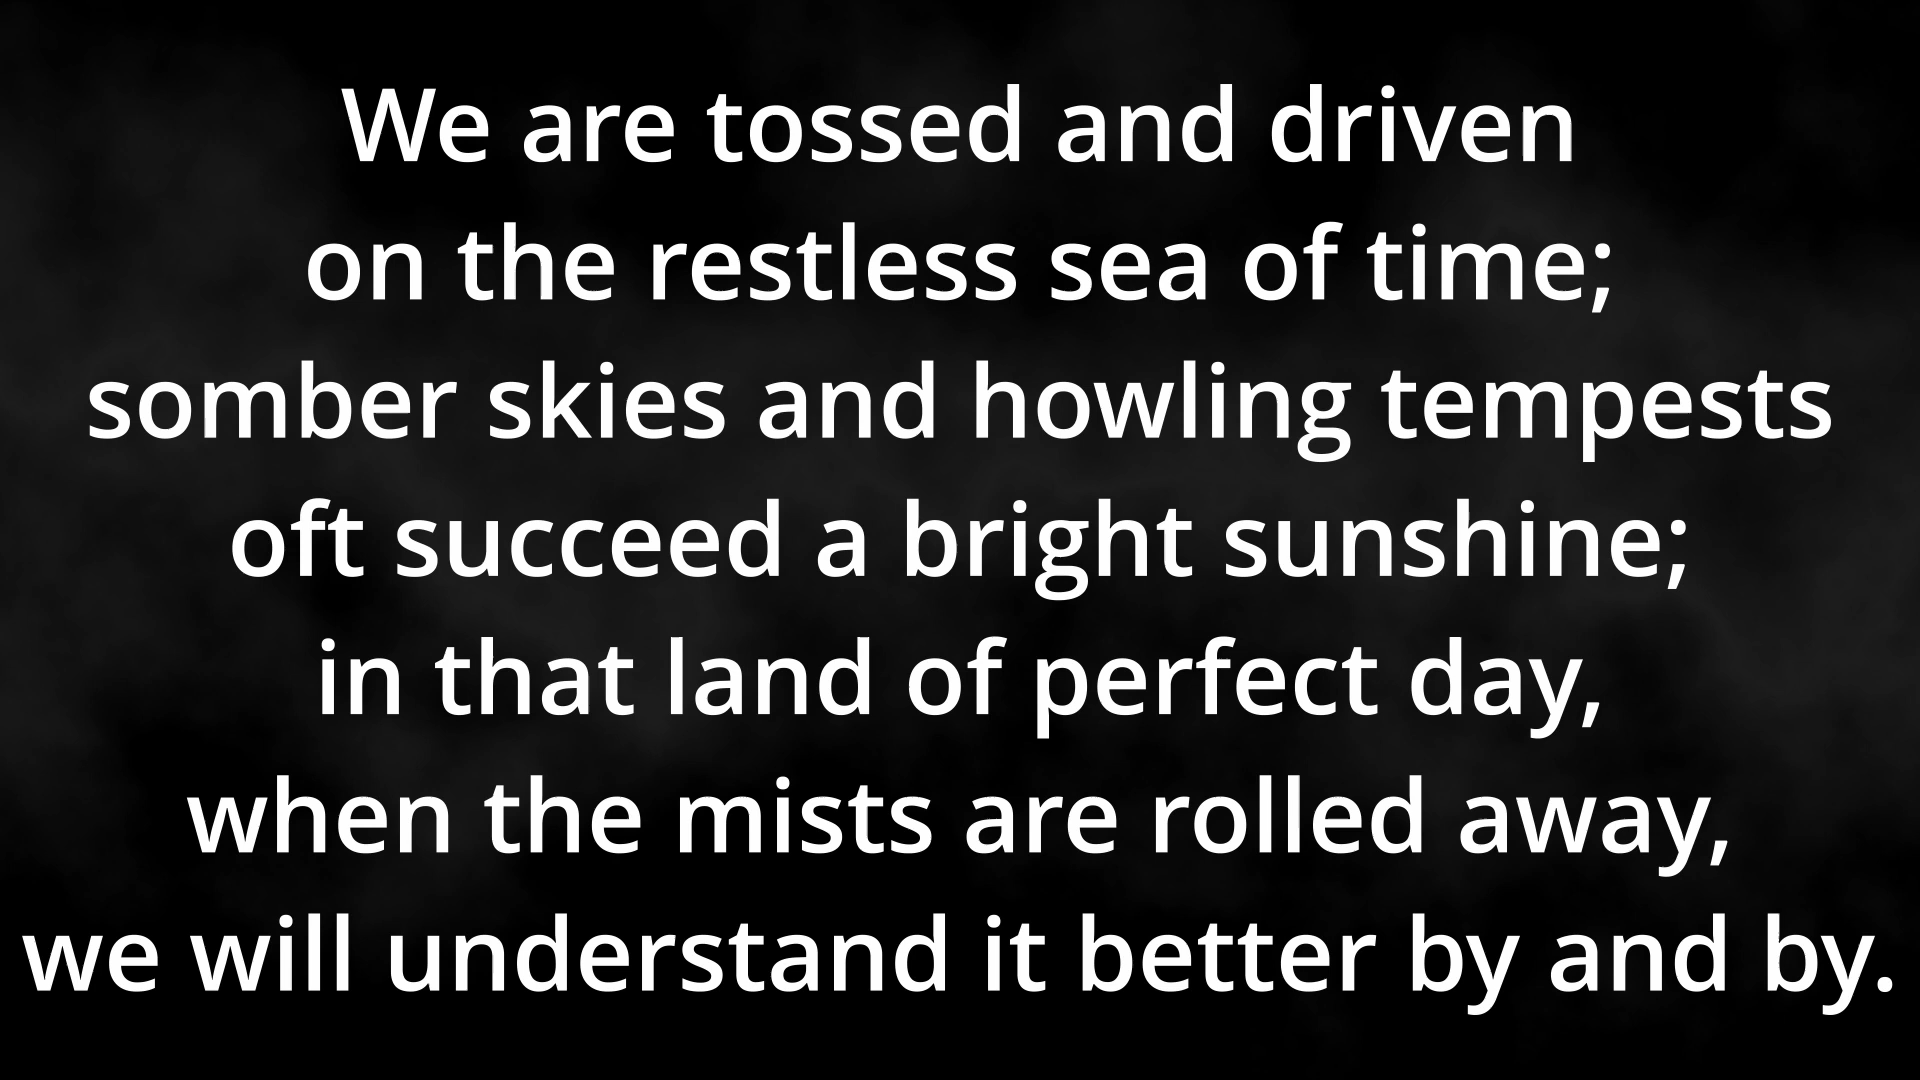 We are tossed and driven
on the restless sea of time;
somber skies and howling tempests
oft succeed a bright sunshine;
in that land of perfect day,
when the mists are rolled away,
we will understand it better by and by.